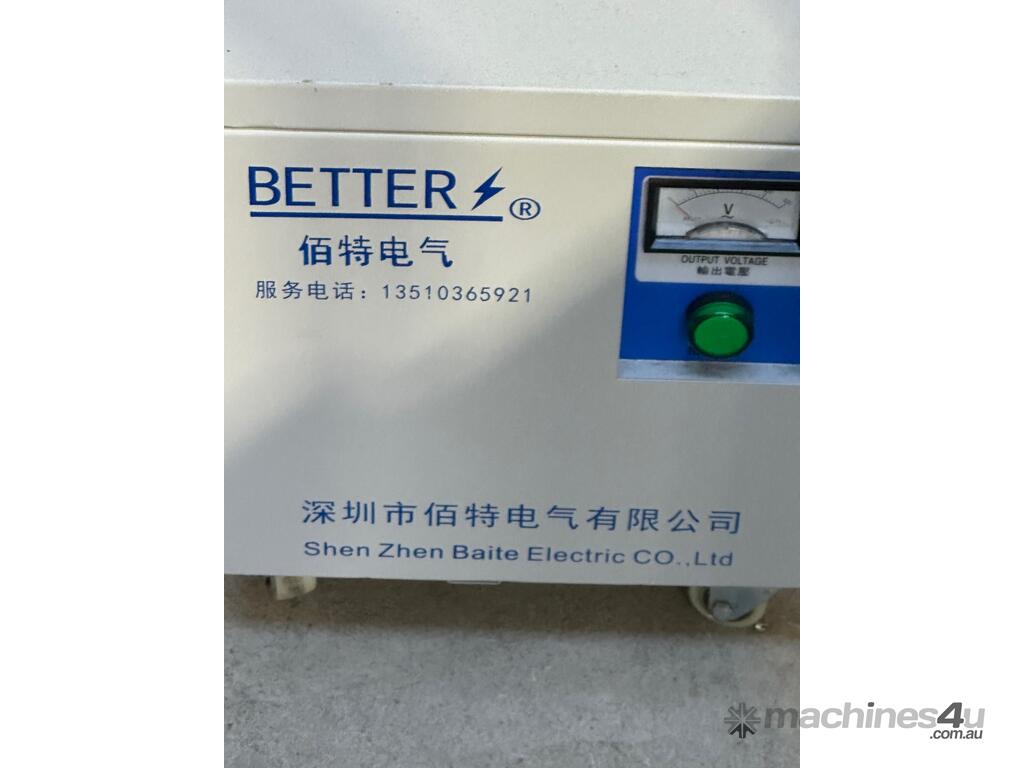 BETTER ®
佰特电气
服务电话：13510365921
V
OUTPUT VOLTAGE
輸出電壓
深圳市佰特电气有限公司
Shen Zhen Baite Electric CO.,Ltd
machines4u
.com.au